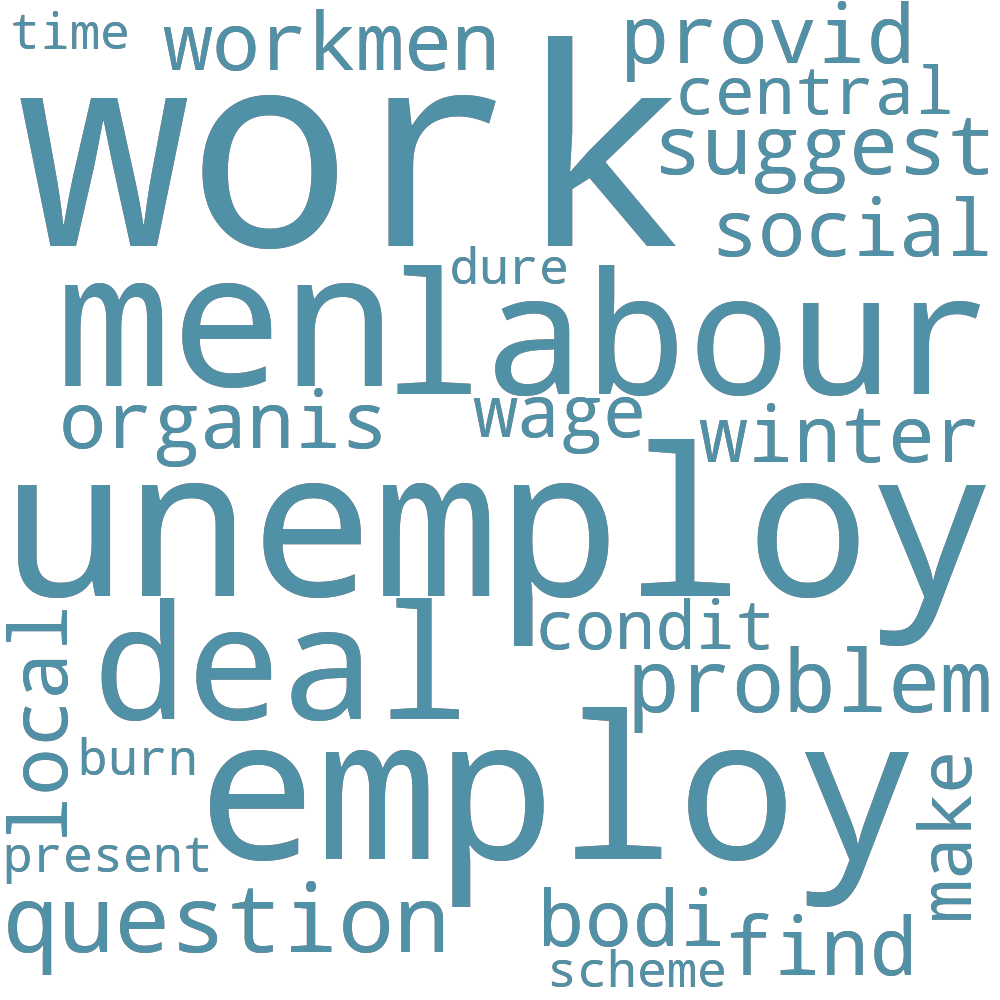 time
workmen
provid
central
work
suggest
social
dure
men
labour
organis
wage
winter
unemploy
deal
condit
local
problem
burn
employ
make
present
question
bodi
find
scheme